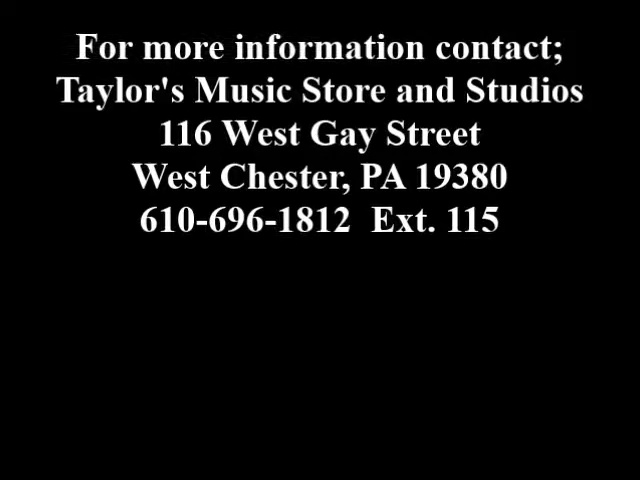 For more information contact;
Taylor's Music Store and Studios
116 West Gay Street
West Chester, PA 19380
610-696-1812  Ext. 115